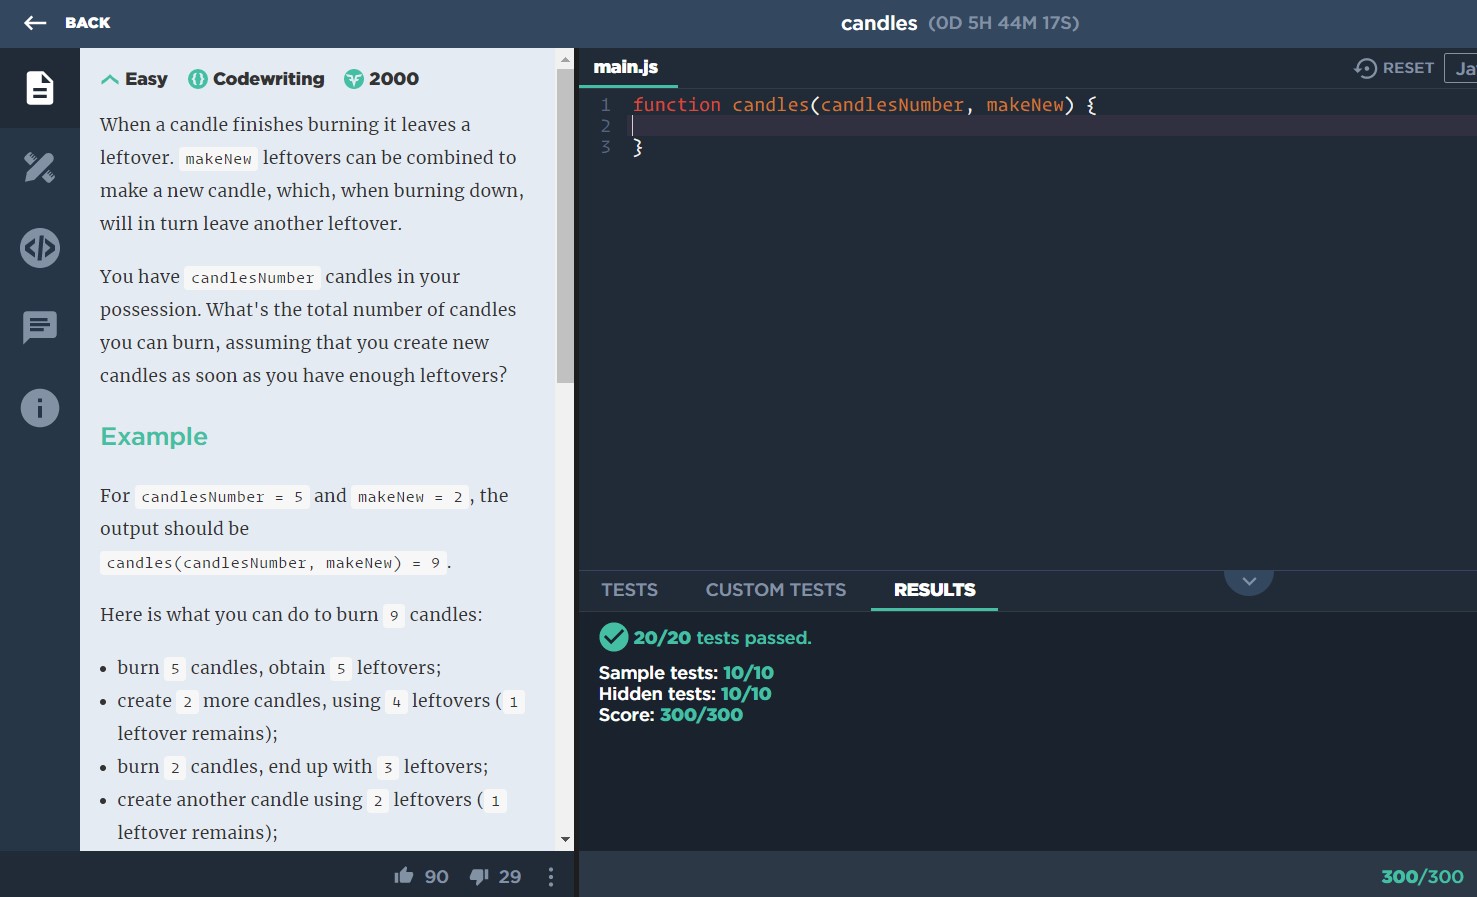 BACK
candles (0D 5H 44M 17S)
Easy Codewriting 2000
When a candle finishes burning it leaves a
leftover. makeNew leftovers can be combined to
make a new candle, which, when burning down,
will in turn leave another leftover.
You have candlesNumber candles in your
possession. What's the total number of candles
you can burn, assuming that you create new
candles as soon as you have enough leftovers?
Example
For candlesNumber = 5 and makeNew = 2, the
output should be
candles(candlesNumber, makeNew) = 9.
Here is what you can do to burn 9 candles:
• burn 5 candles, obtain 5 leftovers;
• create 2 more candles, using 4 leftovers (1
leftover remains);
• burn 2 candles, end up with 3 leftovers;
• create another candle using 2 leftovers (1
leftover remains);
90 29
main.js
RESET Ja
1 function candles(candlesNumber, makeNew) {
2
3 }
TESTS CUSTOM TESTS RESULTS
20/20 tests passed.
Sample tests: 10/10
Hidden tests: 10/10
Score: 300/300
300/300